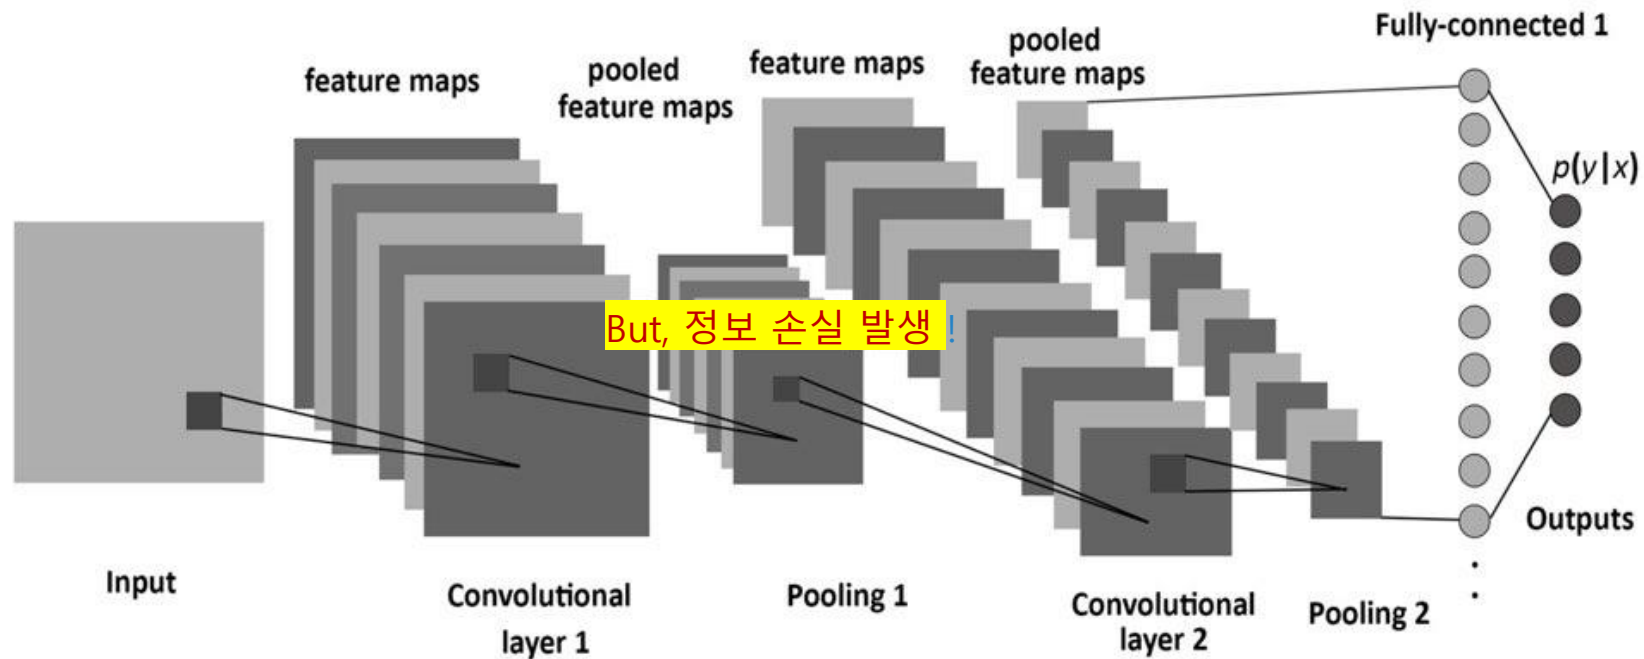 Fully-connected 1
feature maps
pooled
feature maps
feature maps
pooled
feature maps
p(y|x)
But, 정보 손실 발생 !
Outputs
Input
Convolutional
layer 1
Pooling 1
Convolutional
layer 2
Pooling 2